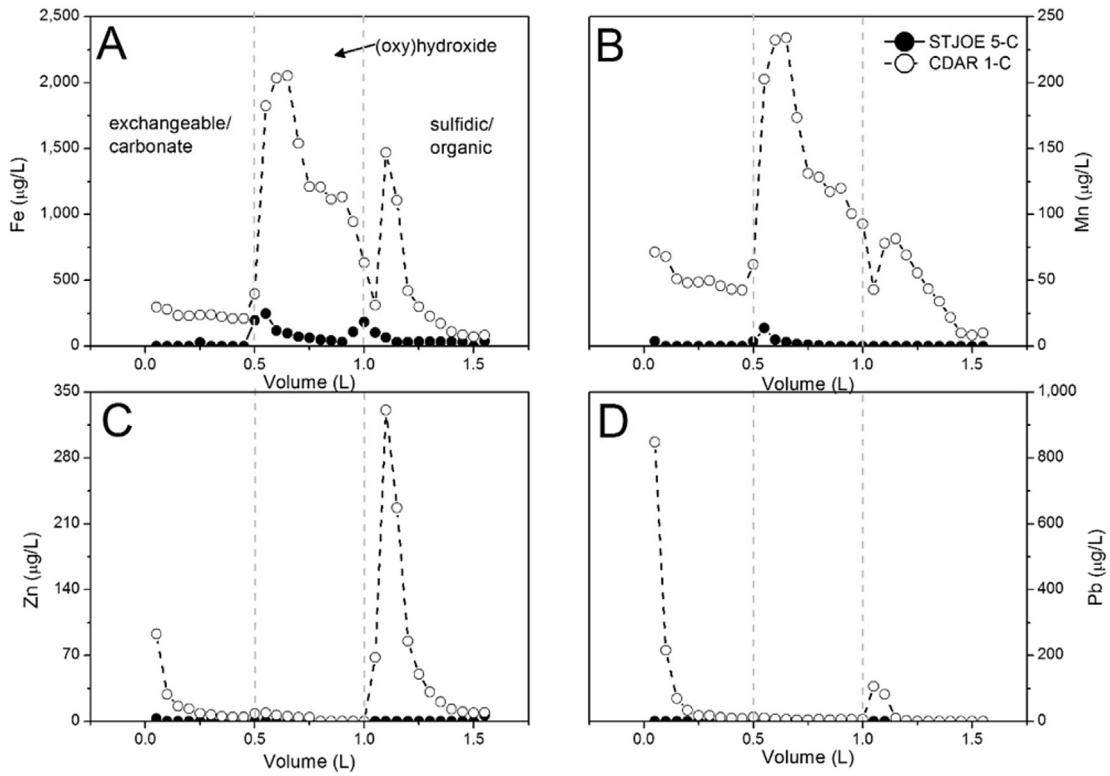 A
B
(oxy)hydroxide
STJOE 5-C
CDAR 1-C
exchangeable/
carbonate
sulfidic/
organic
Fe (µg/L)
2,500
2,000
1,500
1,000
500
0
Mn (µg/L)
250
200
150
100
50
0
0.0 0.5 1.0 1.5
Volume (L)
0.0 0.5 1.0 1.5
Volume (L)
C
D
Zn (µg/L)
350
280
210
140
70
0
Pb (µg/L)
1,000
800
600
400
200
0
0.0 0.5 1.0 1.5
Volume (L)
0.0 0.5 1.0 1.5
Volume (L)